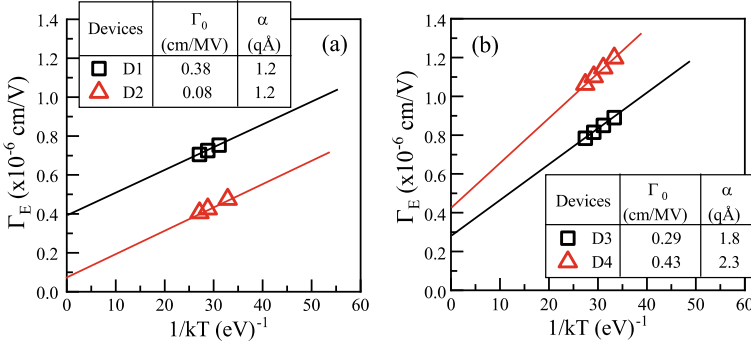 Devices Γ0 (cm/MV) α (qÅ)
D1 0.38 1.2
D2 0.08 1.2
(a)
1.4
1.2
1.0
0.8
0.6
0.4
0.2
0.0
ΓE (x10-6 cm/V)
0 10 20 30 40 50 60
1/kT (eV)-1
(b)
1.4
1.2
1.0
0.8
0.6
0.4
0.2
0.0
ΓE (x10-6 cm/V)
Devices Γ0 (cm/MV) α (qÅ)
D3 0.29 1.8
D4 0.43 2.3
0 10 20 30 40 50 60
1/kT (eV)-1